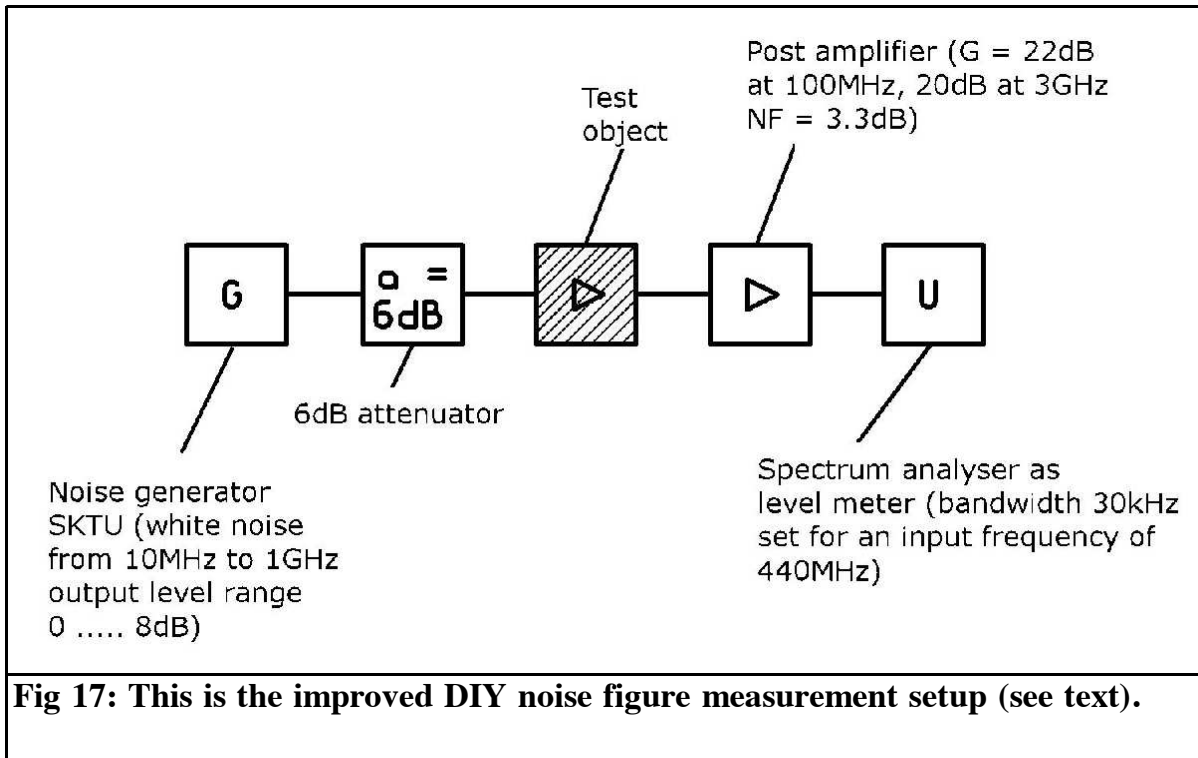 Post amplifier (G = 22dB
at 100MHz, 20dB at 3GHz
NF = 3.3dB)
Test
object
G
a =
6dB
U
6dB attenuator
Noise generator
SKTU (white noise
from 10MHz to 1GHz
output level range
0 ..... 8dB)
Spectrum analyser as
level meter (bandwidth 30kHz
set for an input frequency of
440MHz)
Fig 17: This is the improved DIY noise figure measurement setup (see text).